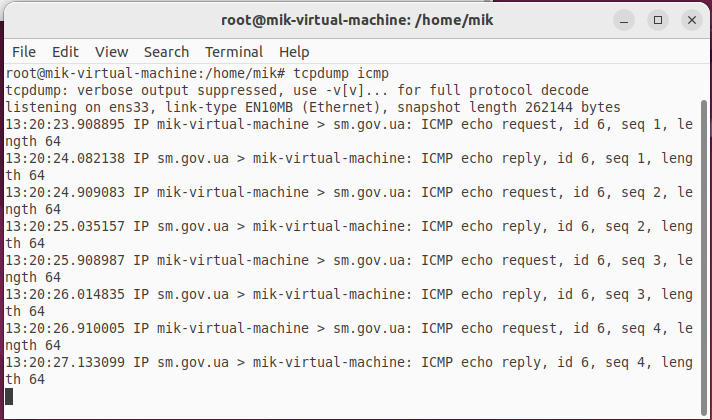 root@mik-virtual-machine: /home/mik
File Edit View Search Terminal Help
root@mik-virtual-machine:/home/mik# tcpdump icmp
tcpdump: verbose output suppressed, use -v[v]... for full protocol decode
listening on ens33, link-type EN10MB (Ethernet), snapshot length 262144 bytes
13:20:23.908895 IP mik-virtual-machine > sm.gov.ua: ICMP echo request, id 6, seq 1, le
ngth 64
13:20:24.082138 IP sm.gov.ua > mik-virtual-machine: ICMP echo reply, id 6, seq 1, leng
th 64
13:20:24.909083 IP mik-virtual-machine > sm.gov.ua: ICMP echo request, id 6, seq 2, le
ngth 64
13:20:25.035157 IP sm.gov.ua > mik-virtual-machine: ICMP echo reply, id 6, seq 2, leng
th 64
13:20:25.908987 IP mik-virtual-machine > sm.gov.ua: ICMP echo request, id 6, seq 3, le
ngth 64
13:20:26.014835 IP sm.gov.ua > mik-virtual-machine: ICMP echo reply, id 6, seq 3, leng
th 64
13:20:26.910005 IP mik-virtual-machine > sm.gov.ua: ICMP echo request, id 6, seq 4, le
ngth 64
13:20:27.133099 IP sm.gov.ua > mik-virtual-machine: ICMP echo reply, id 6, seq 4, leng
th 64